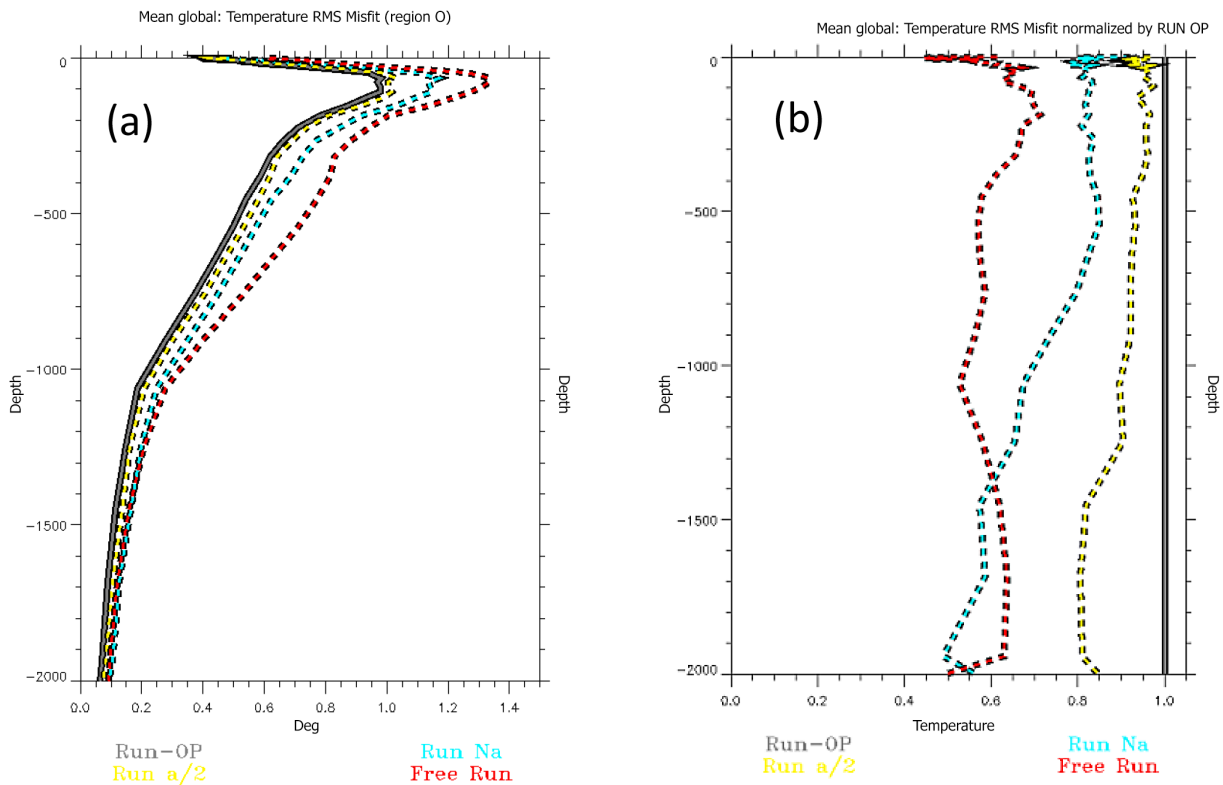 Mean global: Temperature RMS Misfit (region O)
(a)
0
−500
−1000
−1500
−2000
Depth
Depth
0.0 0.2 0.4 0.6 0.8 1.0 1.2 1.4
Deg
Run-OP
Run Na
Run a/2
Free Run
Mean global: Temperature RMS Misfit normalized by RUN OP
(b)
0
−500
−1000
−1500
−2000
Depth
Depth
0.0 0.2 0.4 0.6 0.8 1.0
Temperature
Run-OP
Run Na
Run a/2
Free Run